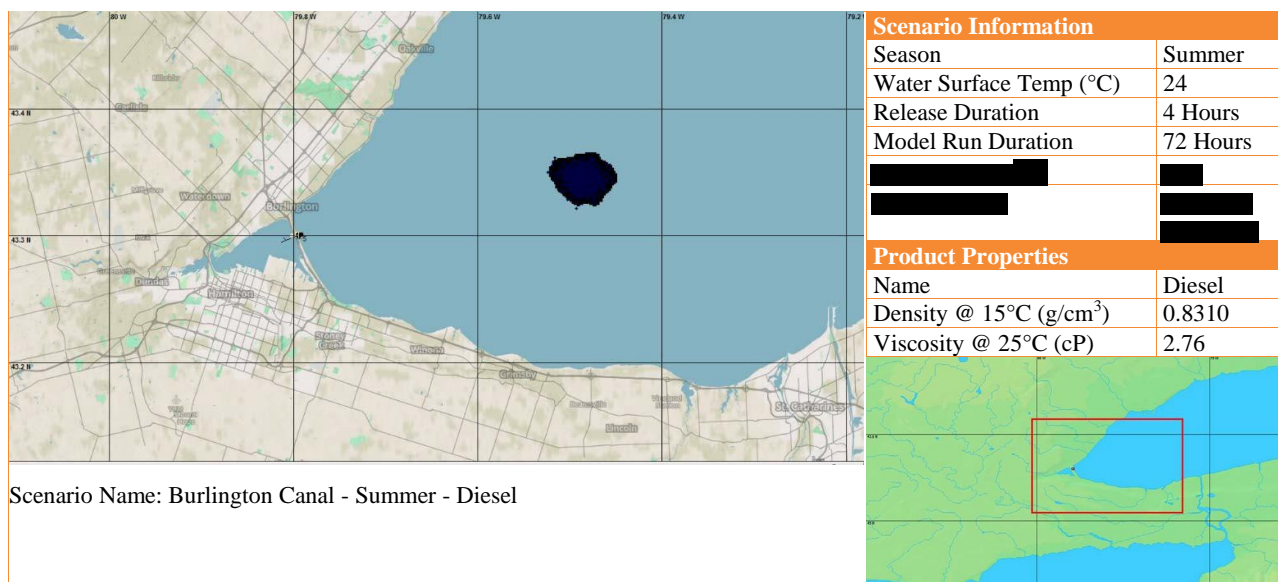 80 W 79.8 W 79.6 W 79.4 W 79.2 W
Oakville
Carlisle
43.4 N
Waterdown
Burlington
43.3 N
Dundas
Hamilton
Stoney
Creek
Winona
43.2 N
Grimsby
St. Catharines
Lincoln
Scenario Name: Burlington Canal - Summer - Diesel
Scenario Information
Season Summer
Water Surface Temp (°C) 24
Release Duration 4 Hours
Model Run Duration 72 Hours
Product Properties
Name Diesel
Density @ 15°C (g/cm³) 0.8310
Viscosity @ 25°C (cP) 2.76